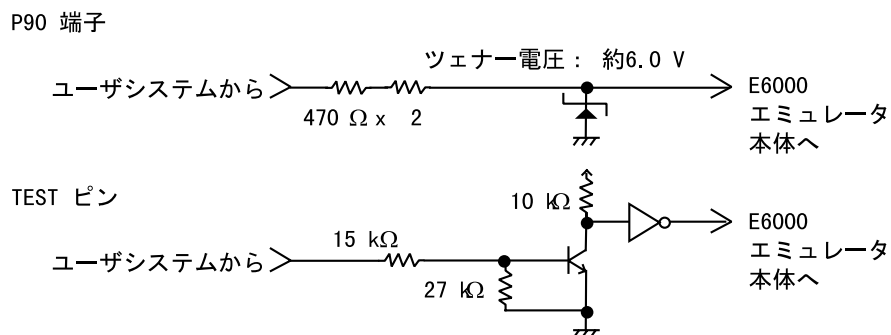 P90 端子
ツェナー電圧： 約6.0 V
ユーザシステムから
470 Ω x 2
E6000
エミュレータ
本体へ
TEST ピン
10 kΩ
15 kΩ
E6000
エミュレータ
本体へ
ユーザシステムから
27 kΩ